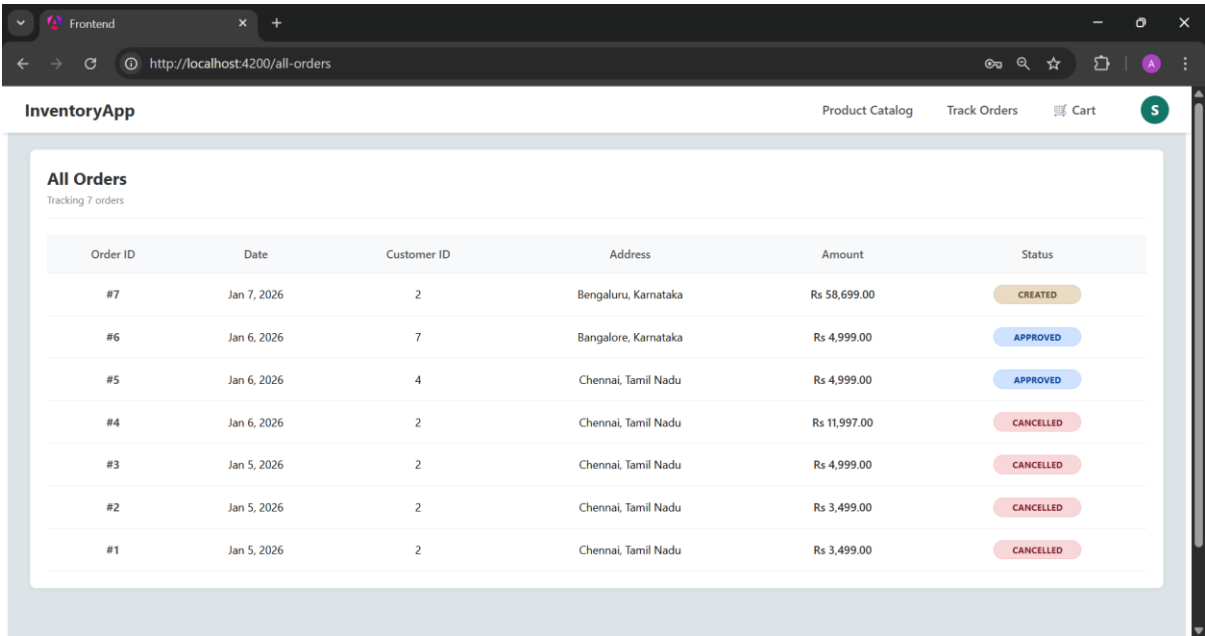 Frontend
http://localhost:4200/all-orders
A
InventoryApp Product Catalog Track Orders Cart S
All Orders
Tracking 7 orders
Order ID Date Customer ID Address Amount Status
#7 Jan 7, 2026 2 Bengaluru, Karnataka Rs 58,699.00 CREATED
#6 Jan 6, 2026 7 Bangalore, Karnataka Rs 4,999.00 APPROVED
#5 Jan 6, 2026 4 Chennai, Tamil Nadu Rs 4,999.00 APPROVED
#4 Jan 6, 2026 2 Chennai, Tamil Nadu Rs 11,997.00 CANCELLED
#3 Jan 5, 2026 2 Chennai, Tamil Nadu Rs 4,999.00 CANCELLED
#2 Jan 5, 2026 2 Chennai, Tamil Nadu Rs 3,499.00 CANCELLED
#1 Jan 5, 2026 2 Chennai, Tamil Nadu Rs 3,499.00 CANCELLED